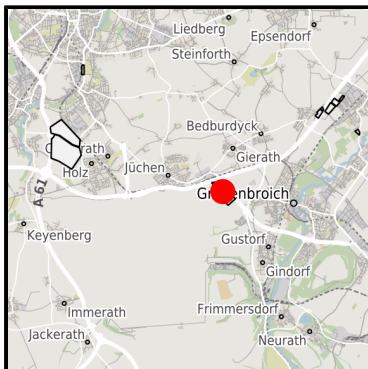 Liedberg
Epsendorf
Steinforth
Bedburdyck
Gierath
Jüchen
Holz
A 61
Keyenberg
Gustorf
Gindorf
Immerath
Frimmersdorf
Jackerath
Neurath